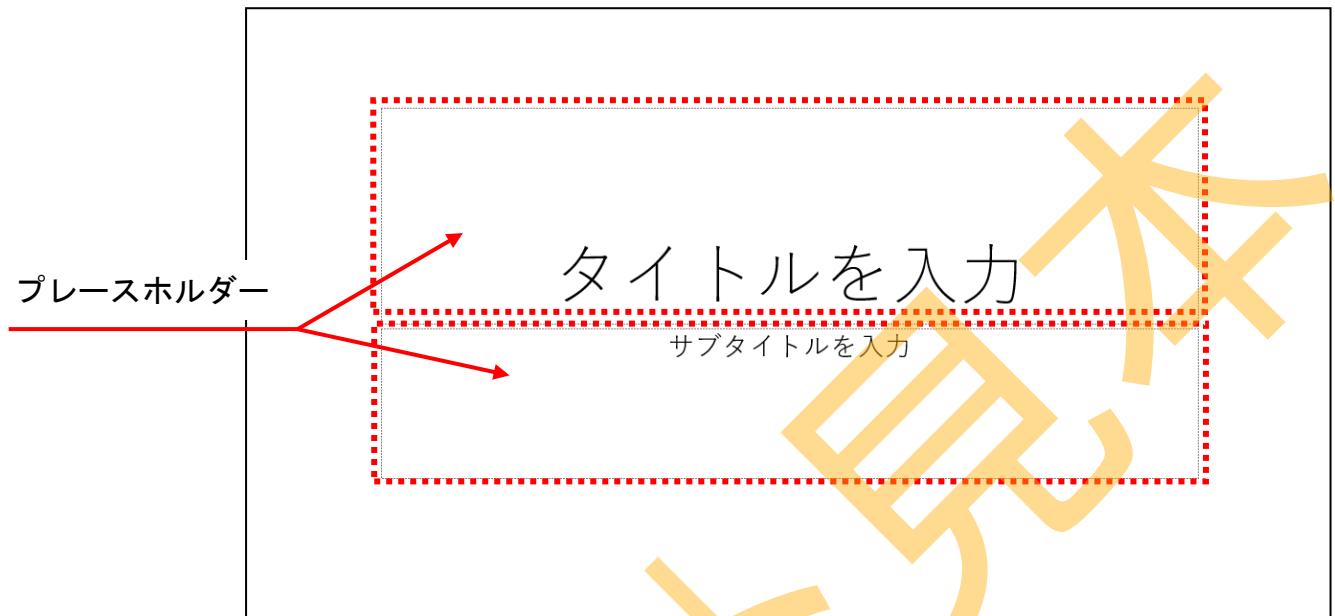 タイトルを入力
プレースホルダー
サブタイトルを入力
見本